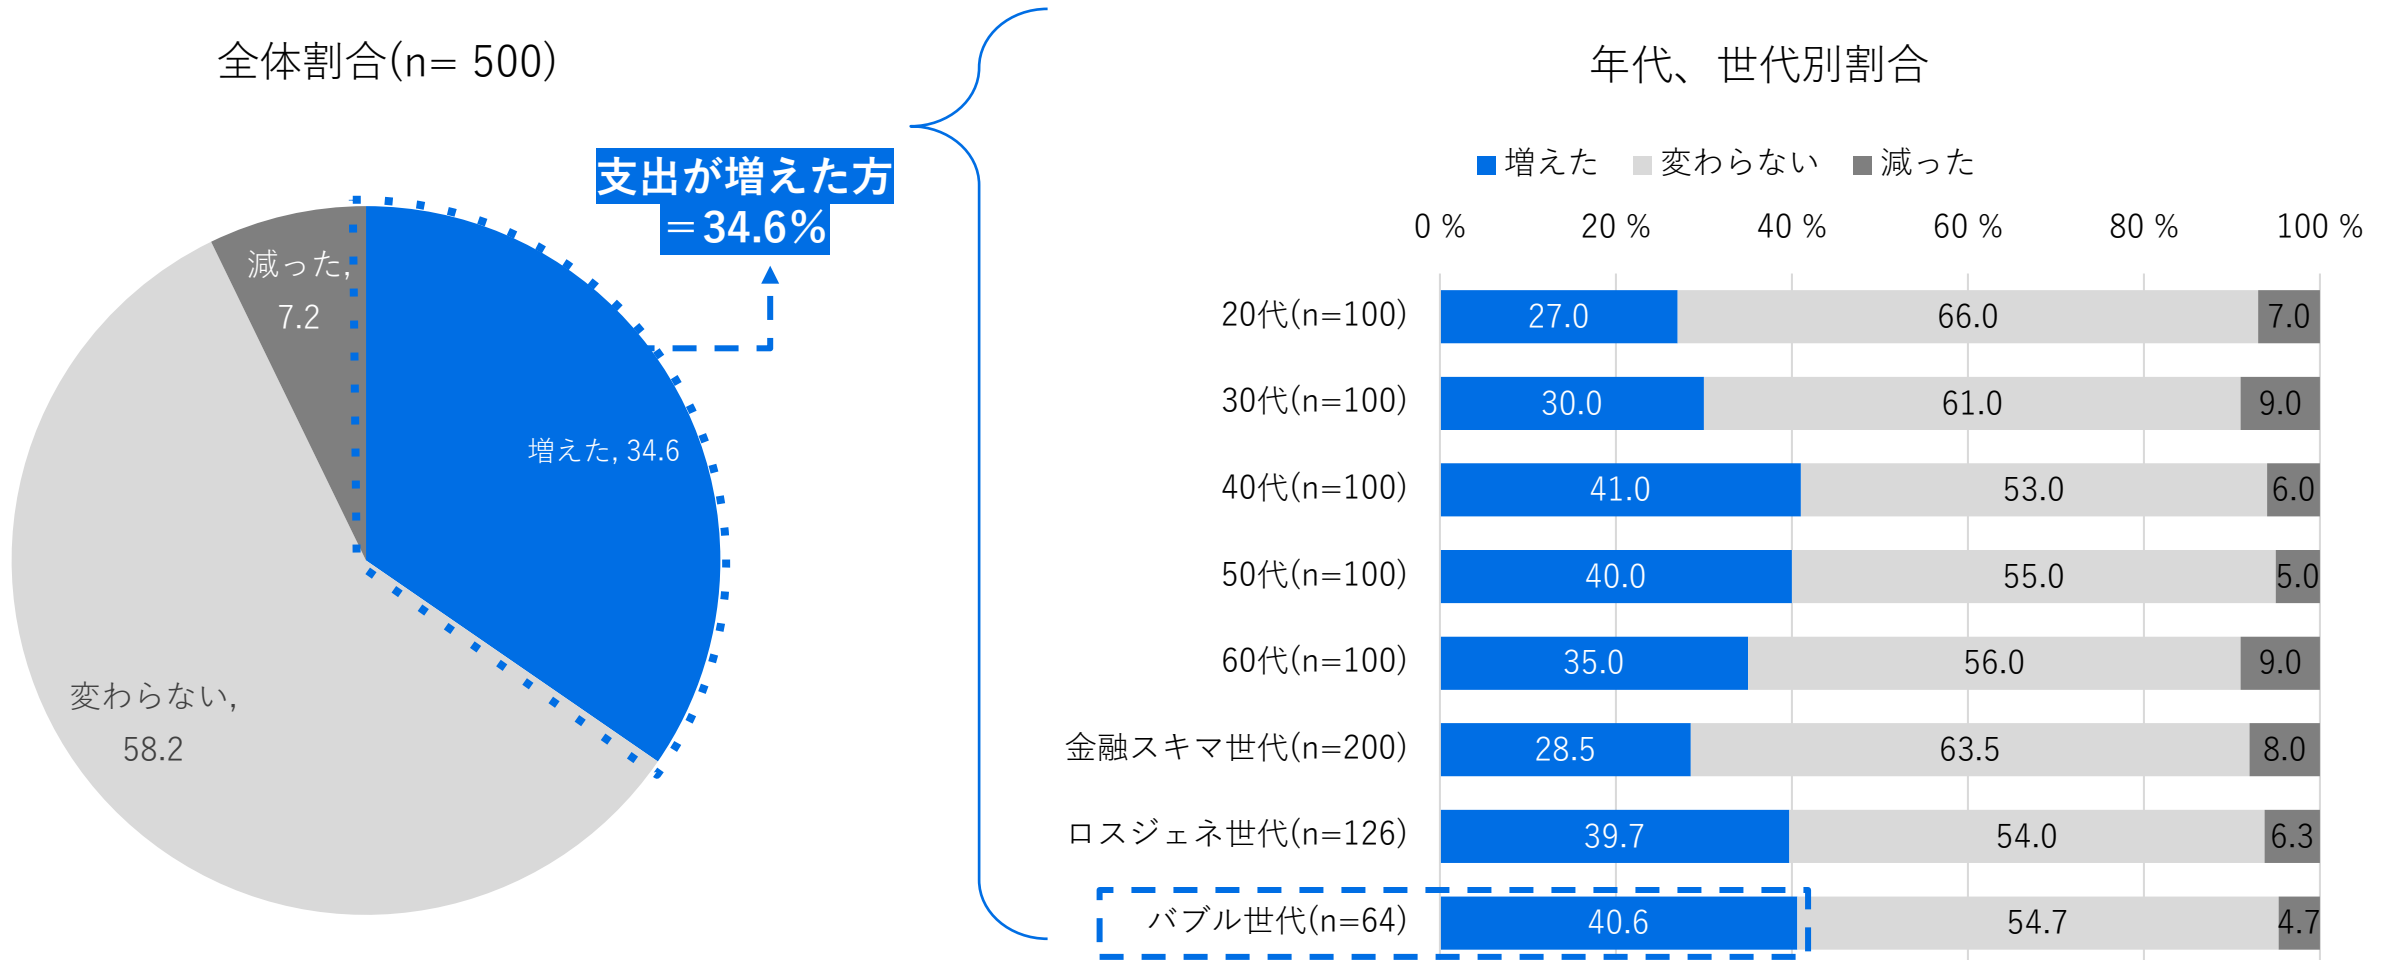 全体割合(n= 500)
支出が増えた方
＝34.6%
減った,
7.2
増えた, 34.6
変わらない,
58.2
年代、世代別割合
増えた 変わらない 減った
0 % 20 % 40 % 60 % 80 % 100 %
20代(n=100) 27.0 66.0 7.0
30代(n=100) 30.0 61.0 9.0
40代(n=100) 41.0 53.0 6.0
50代(n=100) 40.0 55.0 5.0
60代(n=100) 35.0 56.0 9.0
金融スキマ世代(n=200) 28.5 63.5 8.0
ロスジェネ世代(n=126) 39.7 54.0 6.3
バブル世代(n=64) 40.6 54.7 4.7